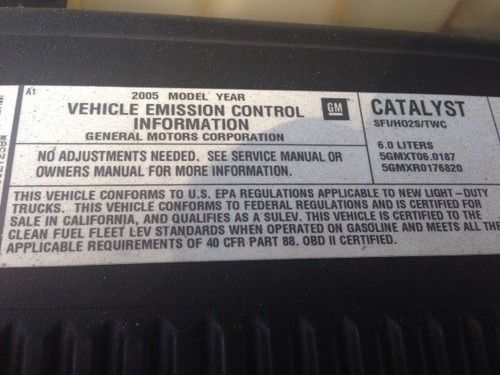 A1
2005 MODEL YEAR
VEHICLE EMISSION CONTROL
INFORMATION
GENERAL MOTORS CORPORATION
GM
CATALYST
SFI/HO2S/TWC
6.0 LITERS
5GMXT06.0187
5GMXR0176820
NO ADJUSTMENTS NEEDED. SEE SERVICE MANUAL OR
OWNERS MANUAL FOR MORE INFORMATION.
THIS VEHICLE CONFORMS TO U.S. EPA REGULATIONS APPLICABLE TO NEW LIGHT-DUTY
TRUCKS. THIS VEHICLE CONFORMS TO FEDERAL REGULATIONS AND IS CERTIFIED FOR
SALE IN CALIFORNIA, AND QUALIFIES AS A SULEV. THIS VEHICLE IS CERTIFIED TO THE
CLEAN FUEL FLEET LEV STANDARDS WHEN OPERATED ON GASOLINE AND MEETS ALL THE
APPLICABLE REQUIREMENTS OF 40 CFR PART 88. OBD II CERTIFIED.